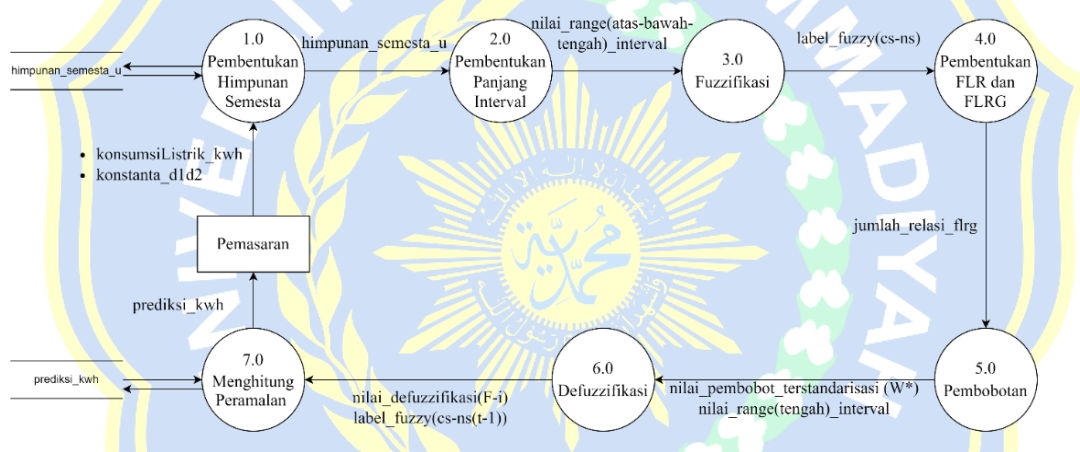 1.0
Pembentukan
Himpunan
Semesta
himpunan_semesta_u
himpunan_semesta_u
2.0
Pembentukan
Panjang
Interval
nilai_range(atas-bawah-
tengah)_interval
3.0
Fuzzifikasi
label_fuzzy(cs-ns)
4.0
Pembentukan
FLR dan
FLRG
• konsumsiListrik_kwh
• konstanta_d1d2
Pemasaran
jumlah_relasi_flrg
prediksi_kwh
prediksi_kwh
7.0
Menghitung
Peramalan
nilai_defuzzifikasi(F-i)
label_fuzzy(cs-ns(t-1))
6.0
Defuzzifikasi
nilai_pembobot_terstandarisasi (W*)
nilai_range(tengah)_interval
5.0
Pembobotan
محمد